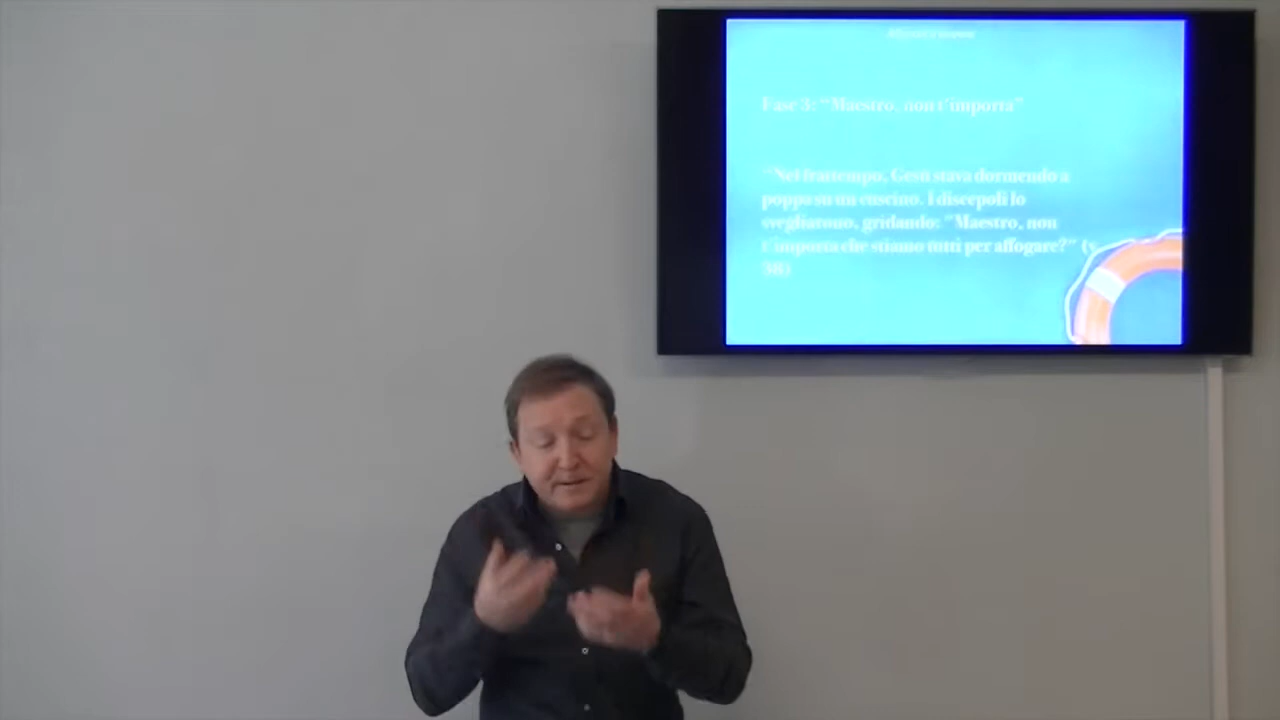 Fase 3: “Maestro, non t’importa”
“Nel frattempo, Gesù stava dormendo a
poppa su un cuscino. I discepoli lo
svegliarono, gridando: “Maestro, non
t’importa che stiamo tutti per affogare?” (v.
38)